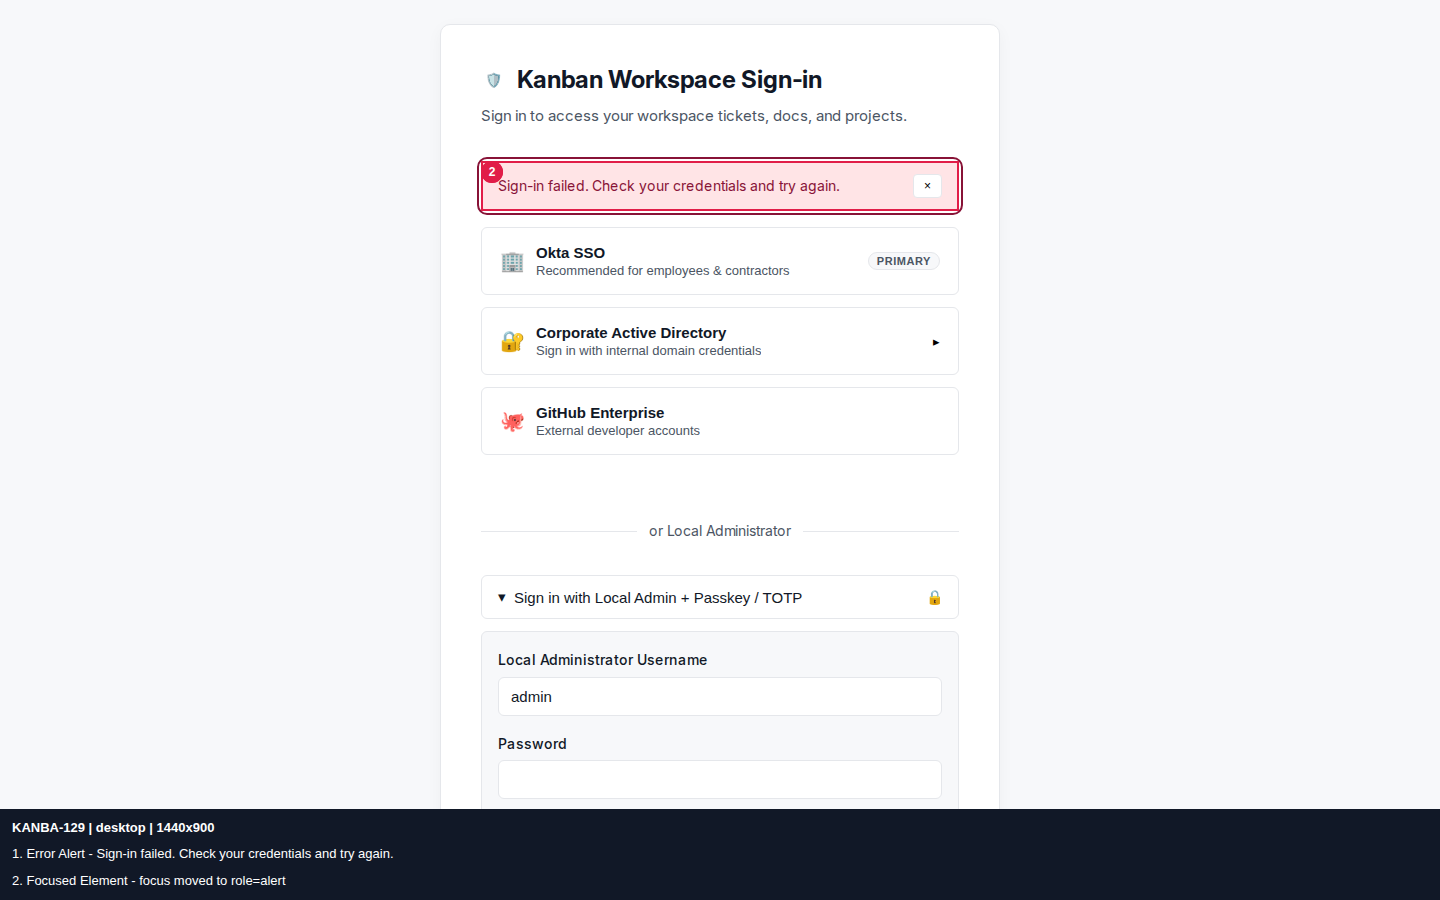 Kanban Workspace Sign-in
Sign in to access your workspace tickets, docs, and projects.
2
Sign-in failed. Check your credentials and try again.
×
Okta SSO
Recommended for employees & contractors
PRIMARY
Corporate Active Directory
Sign in with internal domain credentials
GitHub Enterprise
External developer accounts
or Local Administrator
Sign in with Local Admin + Passkey / TOTP
Local Administrator Username
admin
Password
KANBA-129 | desktop | 1440x900
1. Error Alert - Sign-in failed. Check your credentials and try again.
2. Focused Element - focus moved to role=alert